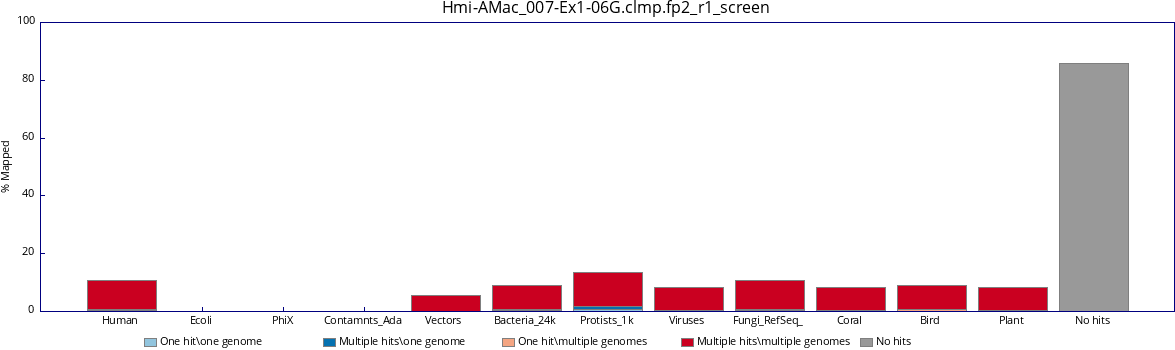 Hmi-AMac_007-Ex1-06G.clmp.fp2_r1_screen
100
80
60
40
20
0
% Mapped
Human Ecoli PhiX Contamnts_Ada Vectors Bacteria_24k Protists_1k Viruses Fungi_RefSeq_ Coral Bird Plant No hits
One hit\one genome Multiple hits\one genome One hit\multiple genomes Multiple hits\multiple genomes No hits